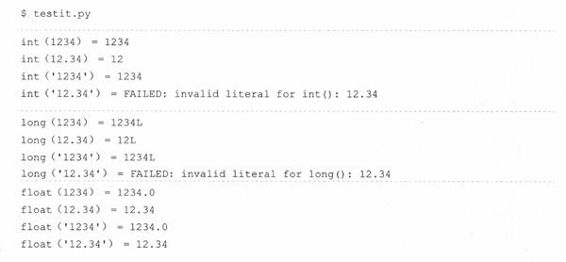 $ testit.py
int (1234) = 1234
int (12.34) = 12
int ('1234') = 1234
int ('12.34') = FAILED: invalid literal for int(): 12.34
long (1234) = 1234L
long (12.34) = 12L
long ('1234') = 1234L
long ('12.34') = FAILED: invalid literal for long(): 12.34
float (1234) = 1234.0
float (12.34) = 12.34
float ('1234') = 1234.0
float ('12.34') = 12.34